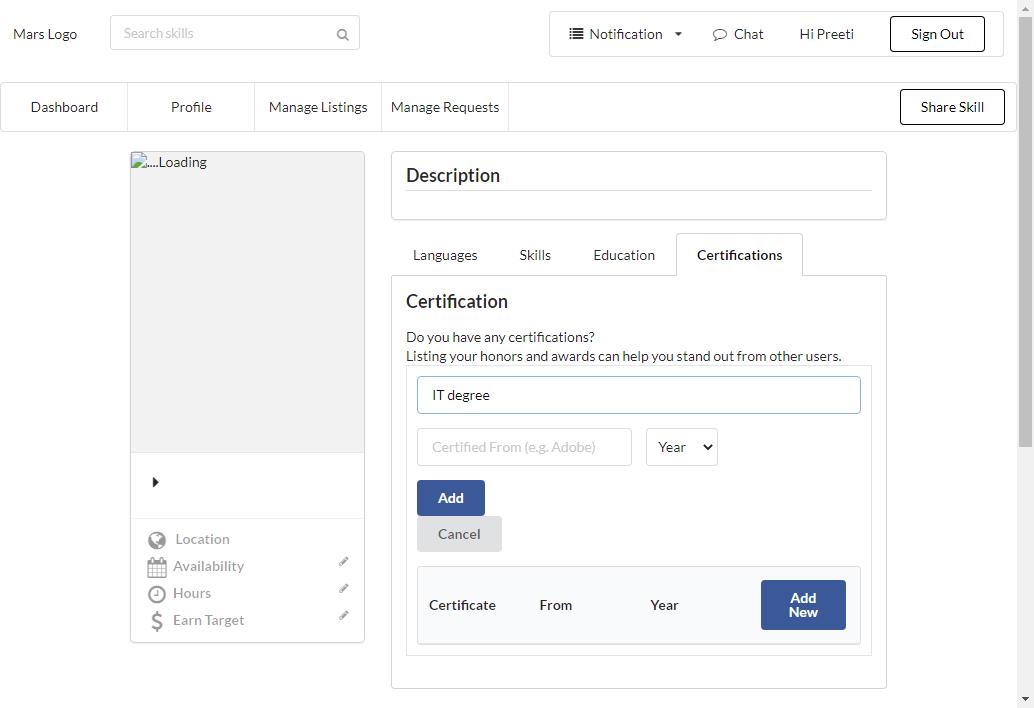 Mars Logo
Search skills
Notification
Chat
Hi Preeti
Sign Out
Dashboard
Profile
Manage Listings
Manage Requests
Share Skill
....Loading
Location
Availability
Hours
Earn Target
Description
Languages
Skills
Education
Certifications
Certification
Do you have any certifications?
Listing your honors and awards can help you stand out from other users.
IT degree
Certified From (e.g. Adobe)
Year
Add
Cancel
Certificate
From
Year
Add
New